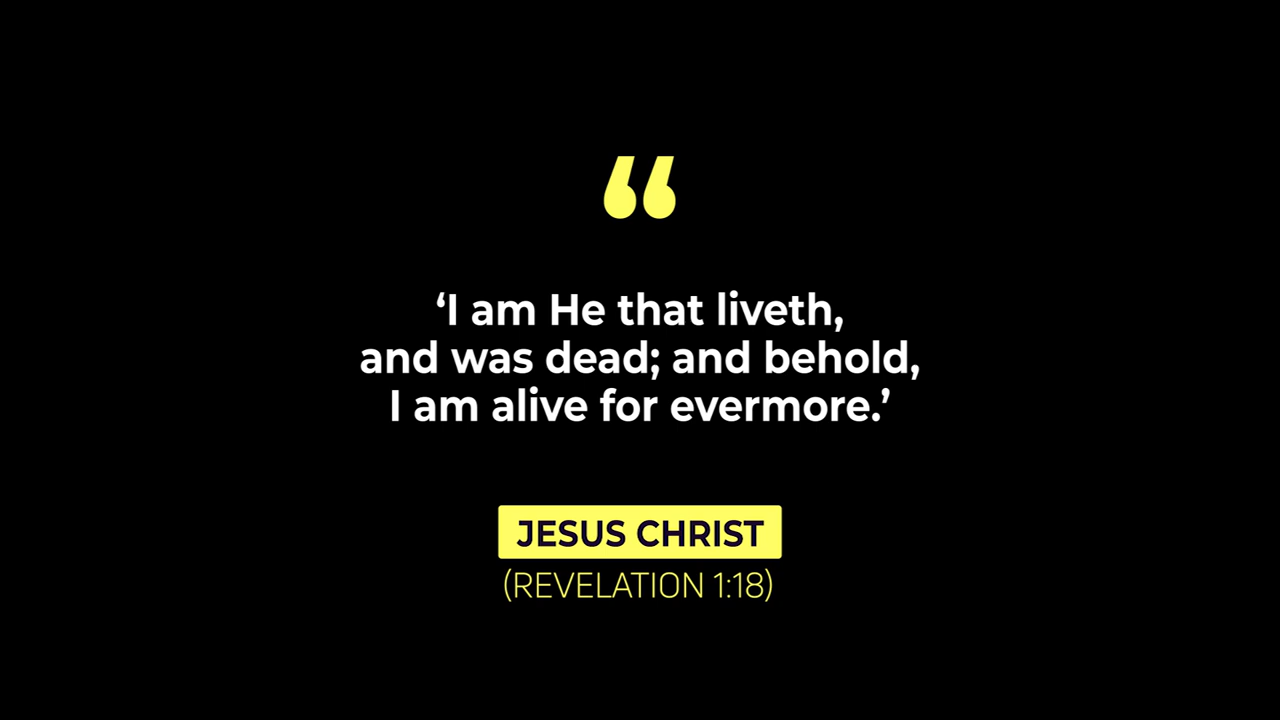 “
‘I am He that liveth,
and was dead; and behold,
I am alive for evermore.’
JESUS CHRIST
(REVELATION 1:18)